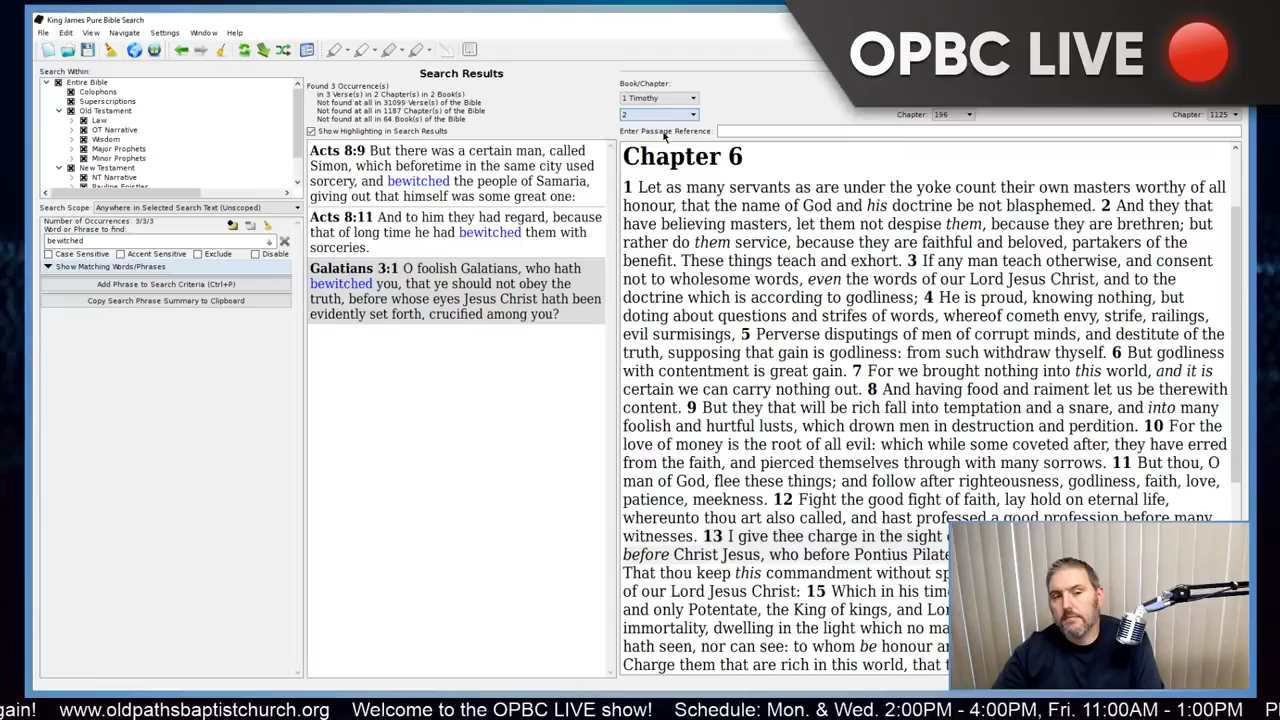 King James Pure Bible Search
OPBC LIVE
File Edit View Navigate Settings Window Help
Search Within:
Entire Bible
Colophons
Superscriptions
Old Testament
Law
OT Narrative
Wisdom
Major Prophets
Minor Prophets
New Testament
NT Narrative
Pauline Epistles
Search Scope: Anywhere in Selected Search Text (Unscoped)
Number of Occurrences: 3/3/3
Word or Phrase to find:
bewitched
Case Sensitive Accent Sensitive Exclude Disable
Show Matching Words/Phrases
Add Phrase to Search Criteria (Ctrl+P)
Copy Search Phrase Summary to Clipboard
Search Results
Found 3 Occurrence(s)
in 3 Verse(s) in 2 Chapter(s) in 2 Book(s)
Not found at all in 31099 Verse(s) of the Bible
Not found at all in 1187 Chapter(s) of the Bible
Not found at all in 64 Book(s) of the Bible
Show Highlighting in Search Results
Acts 8:9 But there was a certain man, called
Simon, which beforetime in the same city used
sorcery, and bewitched the people of Samaria,
giving out that himself was some great one:
Acts 8:11 And to him they had regard, because
that of long time he had bewitched them with
sorceries.
Galatians 3:1 O foolish Galatians, who hath
bewitched you, that ye should not obey the
truth, before whose eyes Jesus Christ hath been
evidently set forth, crucified among you?
Book/Chapter:
1 Timothy
2
Chapter: 196
Chapter: 1125
Enter Passage Reference:
Chapter 6
1 Let as many servants as are under the yoke count their own masters worthy of all
honour, that the name of God and his doctrine be not blasphemed. 2 And they that
have believing masters, let them not despise them, because they are brethren; but
rather do them service, because they are faithful and beloved, partakers of the
benefit. These things teach and exhort. 3 If any man teach otherwise, and consent
not to wholesome words, even the words of our Lord Jesus Christ, and to the
doctrine which is according to godliness; 4 He is proud, knowing nothing, but
doting about questions and strifes of words, whereof cometh envy, strife, railings,
evil surmisings, 5 Perverse disputings of men of corrupt minds, and destitute of the
truth, supposing that gain is godliness: from such withdraw thyself. 6 But godliness
with contentment is great gain. 7 For we brought nothing into this world, and it is
certain we can carry nothing out. 8 And having food and raiment let us be therewith
content. 9 But they that will be rich fall into temptation and a snare, and into many
foolish and hurtful lusts, which drown men in destruction and perdition. 10 For the
love of money is the root of all evil: which while some coveted after, they have erred
from the faith, and pierced themselves through with many sorrows. 11 But thou, O
man of God, flee these things; and follow after righteousness, godliness, faith, love,
patience, meekness. 12 Fight the good fight of faith, lay hold on eternal life,
whereunto thou art also called, and hast professed a good profession before many
witnesses. 13 I give thee charge in the sight
before Christ Jesus, who before Pontius Pilate
That thou keep this commandment without sp
of our Lord Jesus Christ: 15 Which in his tim
and only Potentate, the King of kings, and Lor
immortality, dwelling in the light which no ma
hath seen, nor can see: to whom be honour a
Charge them that are rich in this world, that t
gain! www.oldpathsbaptistchurch.org Welcome to the OPBC LIVE show! Schedule: Mon. & Wed. 2:00PM - 4:00PM, Fri. 11:00AM - 1:00PM P